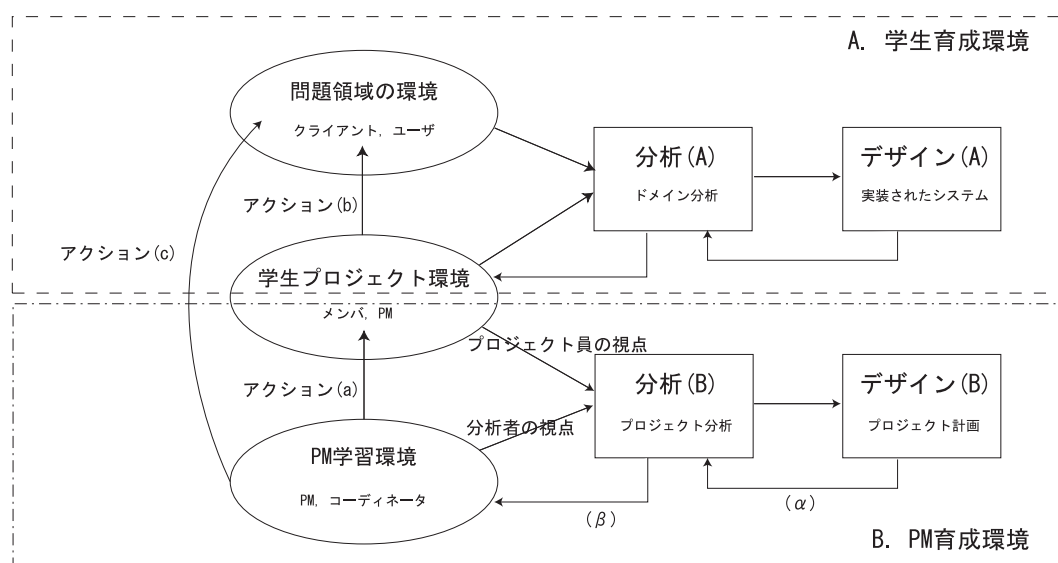 A. 学生育成環境
問題領域の環境
クライアント, ユーザ
分析(A)
ドメイン分析
デザイン(A)
実装されたシステム
アクション(b)
アクション(c)
学生プロジェクト環境
メンバ, PM
プロジェクト員の視点
アクション(a)
分析(B)
プロジェクト分析
デザイン(B)
プロジェクト計画
分析者の視点
PM学習環境
PM, コーディネータ
(β)
(α)
B. PM育成環境